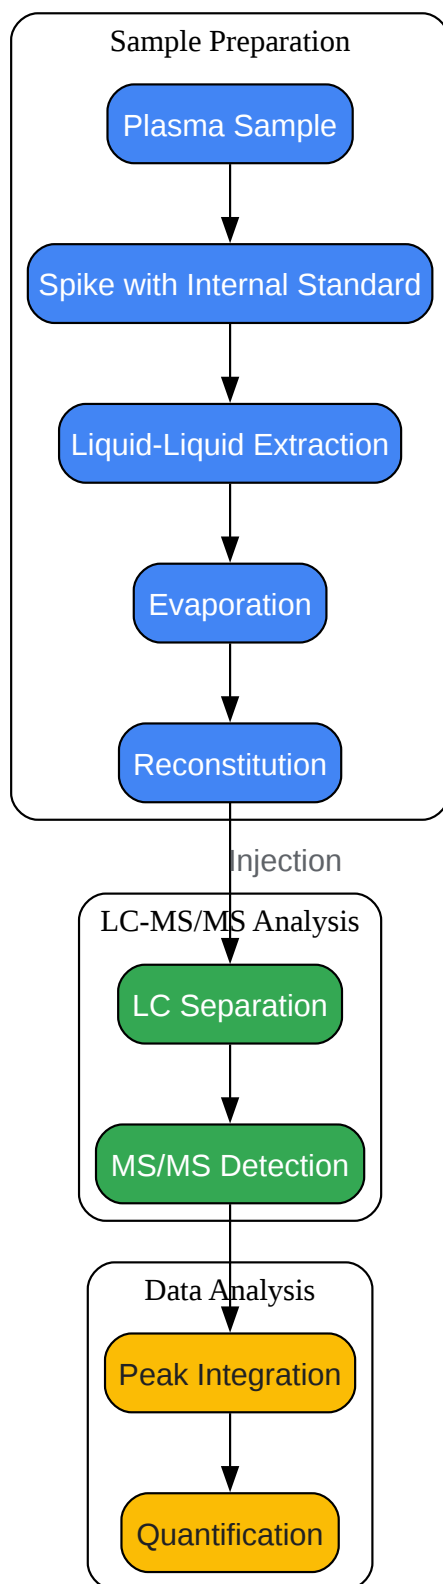 Sample Preparation
Plasma Sample
Spike with Internal Standard
Liquid-Liquid Extraction
Evaporation
Reconstitution
Injection
LC-MS/MS Analysis
LC Separation
MS/MS Detection
Data Analysis
Peak Integration
Quantification